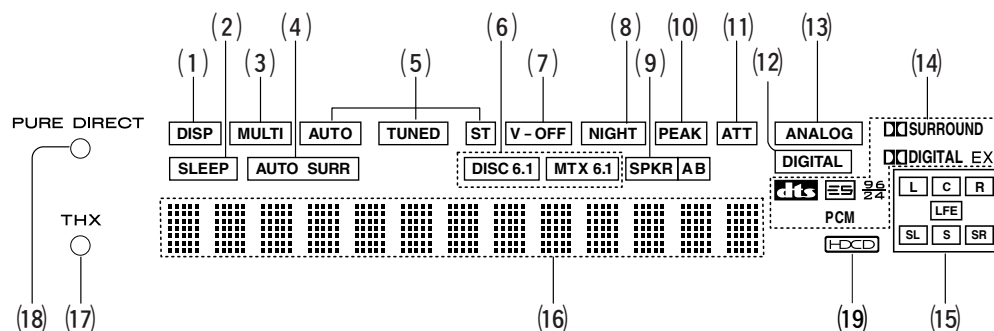 (1) (2) (3) (4) (5) (6) (7) (8) (9) (10) (11) (12) (13) (14)
PURE DIRECT
DISP MULTI AUTO TUNED ST V-OFF NIGHT PEAK ATT ANALOG
SURROUND
SLEEP AUTO SURR DISC 6.1 MTX 6.1 SPKR A B DIGITAL
DIGITAL EX
dts ES 96/24
L C R
LFE
PCM
THX
SL S SR
HDCD
(18) (17) (16) (19) (15)